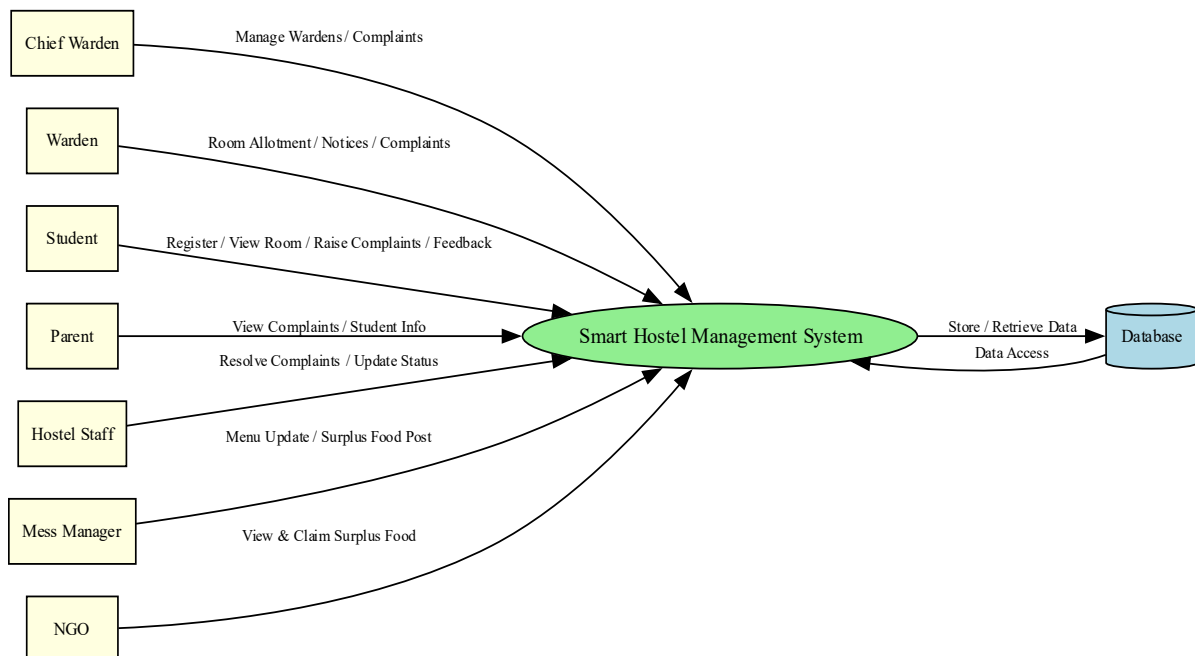 Chief Warden
Manage Wardens / Complaints
Warden
Room Allotment / Notices / Complaints
Student
Register / View Room / Raise Complaints / Feedback
Parent
View Complaints / Student Info
Smart Hostel Management System
Store / Retrieve Data
Database
Data Access
Resolve Complaints / Update Status
Hostel Staff
Menu Update / Surplus Food Post
Mess Manager
View & Claim Surplus Food
NGO